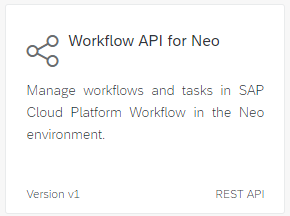 Workflow API for Neo
Manage workflows and tasks in SAP
Cloud Platform Workflow in the Neo
environment.
Version v1
REST API